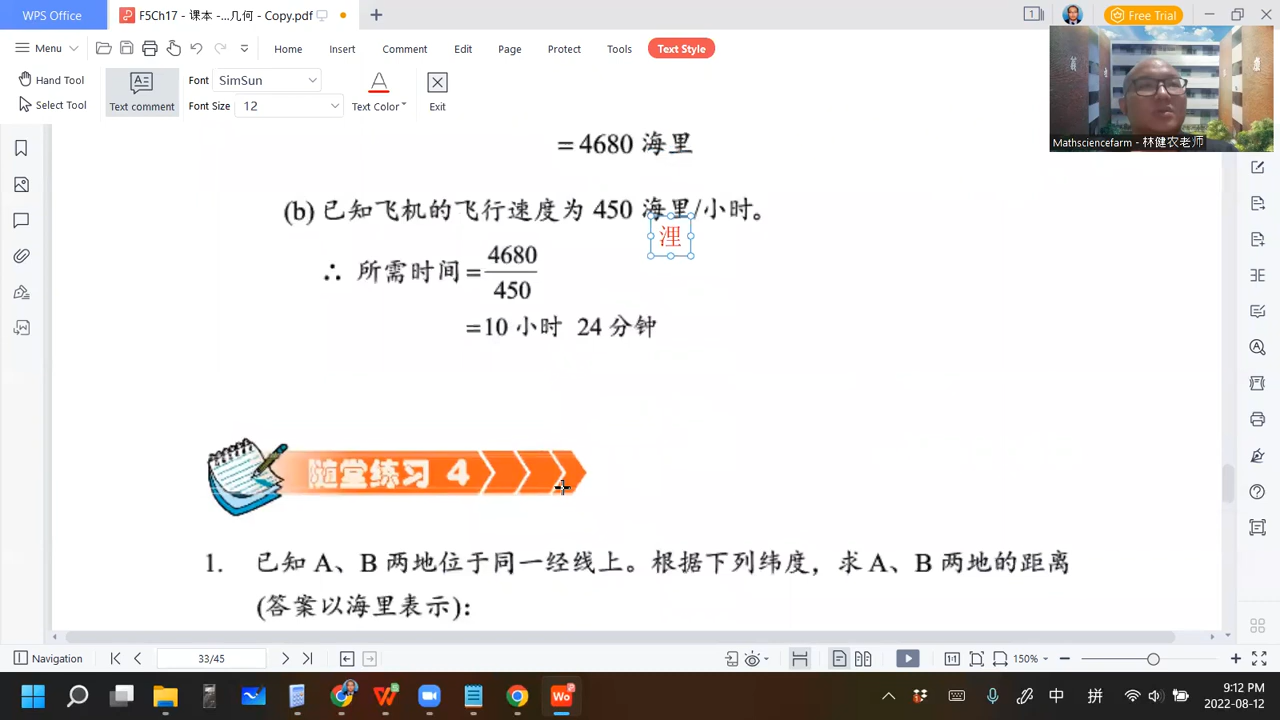 WPS Office
F5Ch17 - 课本 -...几何 - Copy.pdf
1
Free Trial
Menu
Home
Insert
Comment
Edit
Page
Protect
Tools
Text Style
Hand Tool
Select Tool
Text comment
Font
SimSun
Font Size
12
Text Color
Exit
Mathsciencefarm - 林健农老师
= 4680 海里
(b) 已知飞机的飞行速度为 450 海里/小时。
浬
∴ 所需时间 = 4680/450
=10 小时 24 分钟
随堂练习 4
1. 已知 A、B 两地位于同一经线上。根据下列纬度，求 A、B 两地的距离
(答案以海里表示)：
Navigation
33/45
150%
中
拼
9:12 PM
2022-08-12